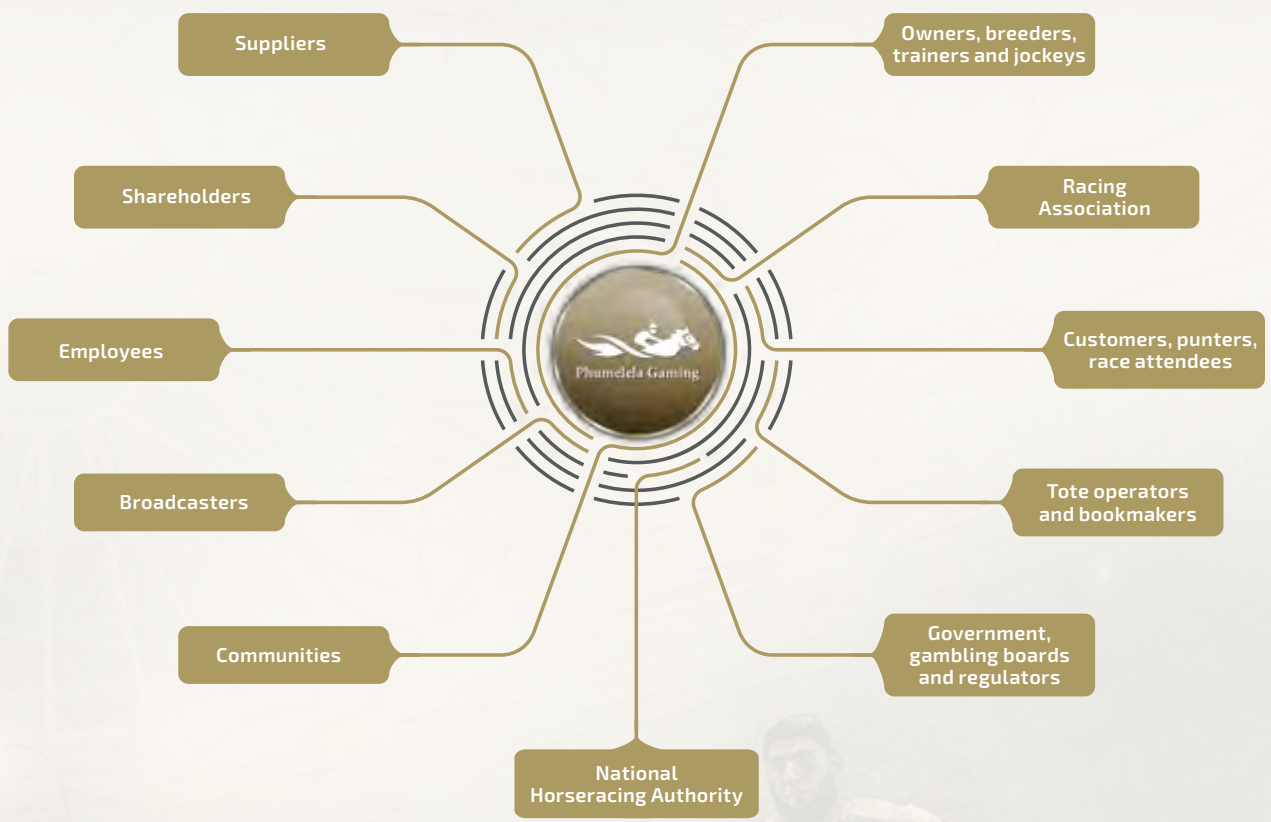 Suppliers
Owners, breeders,
trainers and jockeys
Shareholders
Racing
Association
Employees
Phumelela Gaming
Customers, punters,
race attendees
Broadcasters
Tote operators
and bookmakers
Communities
Government,
gambling boards
and regulators
National
Horseracing Authority